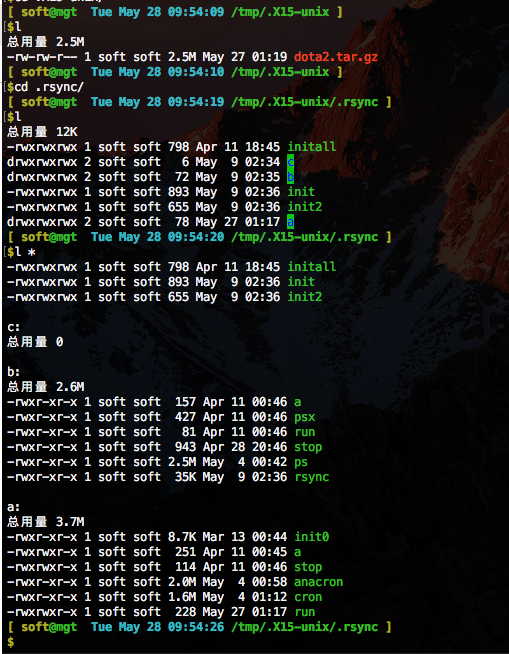 [ soft@mgt  Tue May 28 09:54:09 /tmp/.X15-unix ]
$l
总用量 2.5M
-rw-rw-r-- 1 soft soft 2.5M May 27 01:19 dota2.tar.gz
[ soft@mgt  Tue May 28 09:54:10 /tmp/.X15-unix ]
$cd .rsync/
[ soft@mgt  Tue May 28 09:54:19 /tmp/.X15-unix/.rsync ]
$l
总用量 12K
-rwxrwxrwx 1 soft soft 798 Apr 11 18:45 initall
drwxrwxrwx 2 soft soft   6 May  9 02:34 c
drwxrwxrwx 2 soft soft  72 May  9 02:35 b
-rwxrwxrwx 1 soft soft 893 May  9 02:36 init
-rwxrwxrwx 1 soft soft 655 May  9 02:36 init2
drwxrwxrwx 2 soft soft  78 May 27 01:17 a
[ soft@mgt  Tue May 28 09:54:20 /tmp/.X15-unix/.rsync ]
$l *
-rwxrwxrwx 1 soft soft 798 Apr 11 18:45 initall
-rwxrwxrwx 1 soft soft 893 May  9 02:36 init
-rwxrwxrwx 1 soft soft 655 May  9 02:36 init2
c:
总用量 0
b:
总用量 2.6M
-rwxr-xr-x 1 soft soft  157 Apr 11 00:46 a
-rwxr-xr-x 1 soft soft  427 Apr 11 00:46 psx
-rwxr-xr-x 1 soft soft   81 Apr 11 00:46 run
-rwxr-xr-x 1 soft soft  943 Apr 28 20:46 stop
-rwxr-xr-x 1 soft soft 2.5M May  4 00:42 ps
-rwxr-xr-x 1 soft soft  35K May  9 02:36 rsync
a:
总用量 3.7M
-rwxrwxr-x 1 soft soft 8.7K Mar 13 00:44 init0
-rwxrwxr-x 1 soft soft  251 Apr 11 00:45 a
-rwxrwxr-x 1 soft soft  114 Apr 11 00:46 stop
-rwxrwxr-x 1 soft soft 2.0M May  4 00:58 anacron
-rwxrwxr-x 1 soft soft 1.6M May  4 01:12 cron
-rwxrwxr-x 1 soft soft  228 May 27 01:17 run
[ soft@mgt  Tue May 28 09:54:26 /tmp/.X15-unix/.rsync ]
$